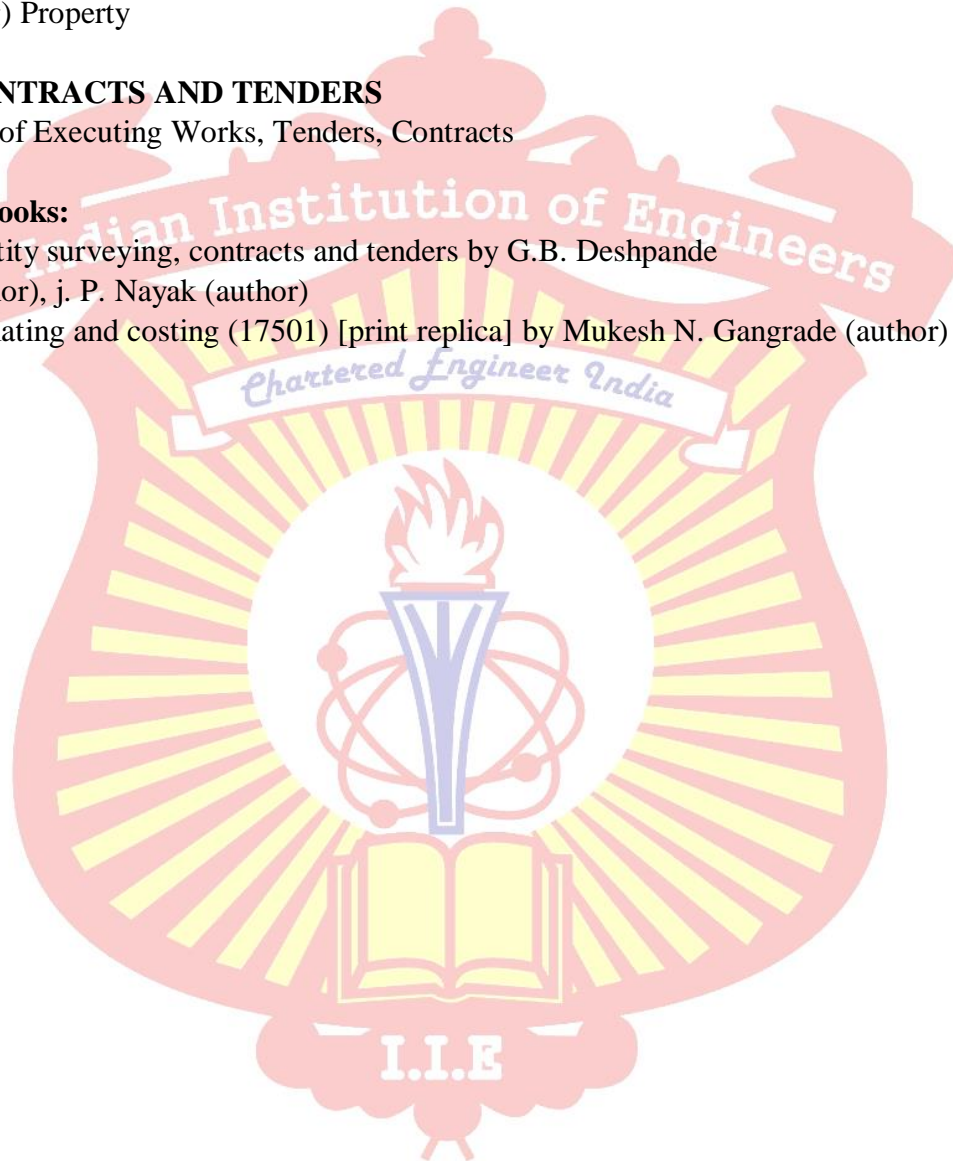 ) Property
NTRACTS AND TENDERS
of Executing Works, Tenders, Contracts
ooks:
tity surveying, contracts and tenders by G.B. Deshpande
or), j. P. Nayak (author)
ating and costing (17501) [print replica] by Mukesh N. Gangrade (author)
Indian Institution of Engineers
Chartered Engineer India
I.I.E